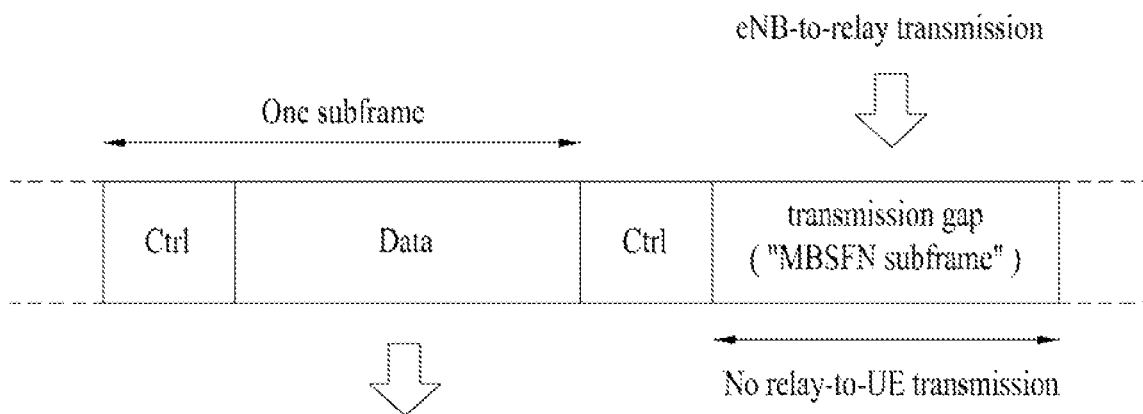 eNB-to-relay transmission
One subframe
Ctrl
Data
Ctrl
transmission gap
( "MBSFN subframe" )
No relay-to-UE transmission